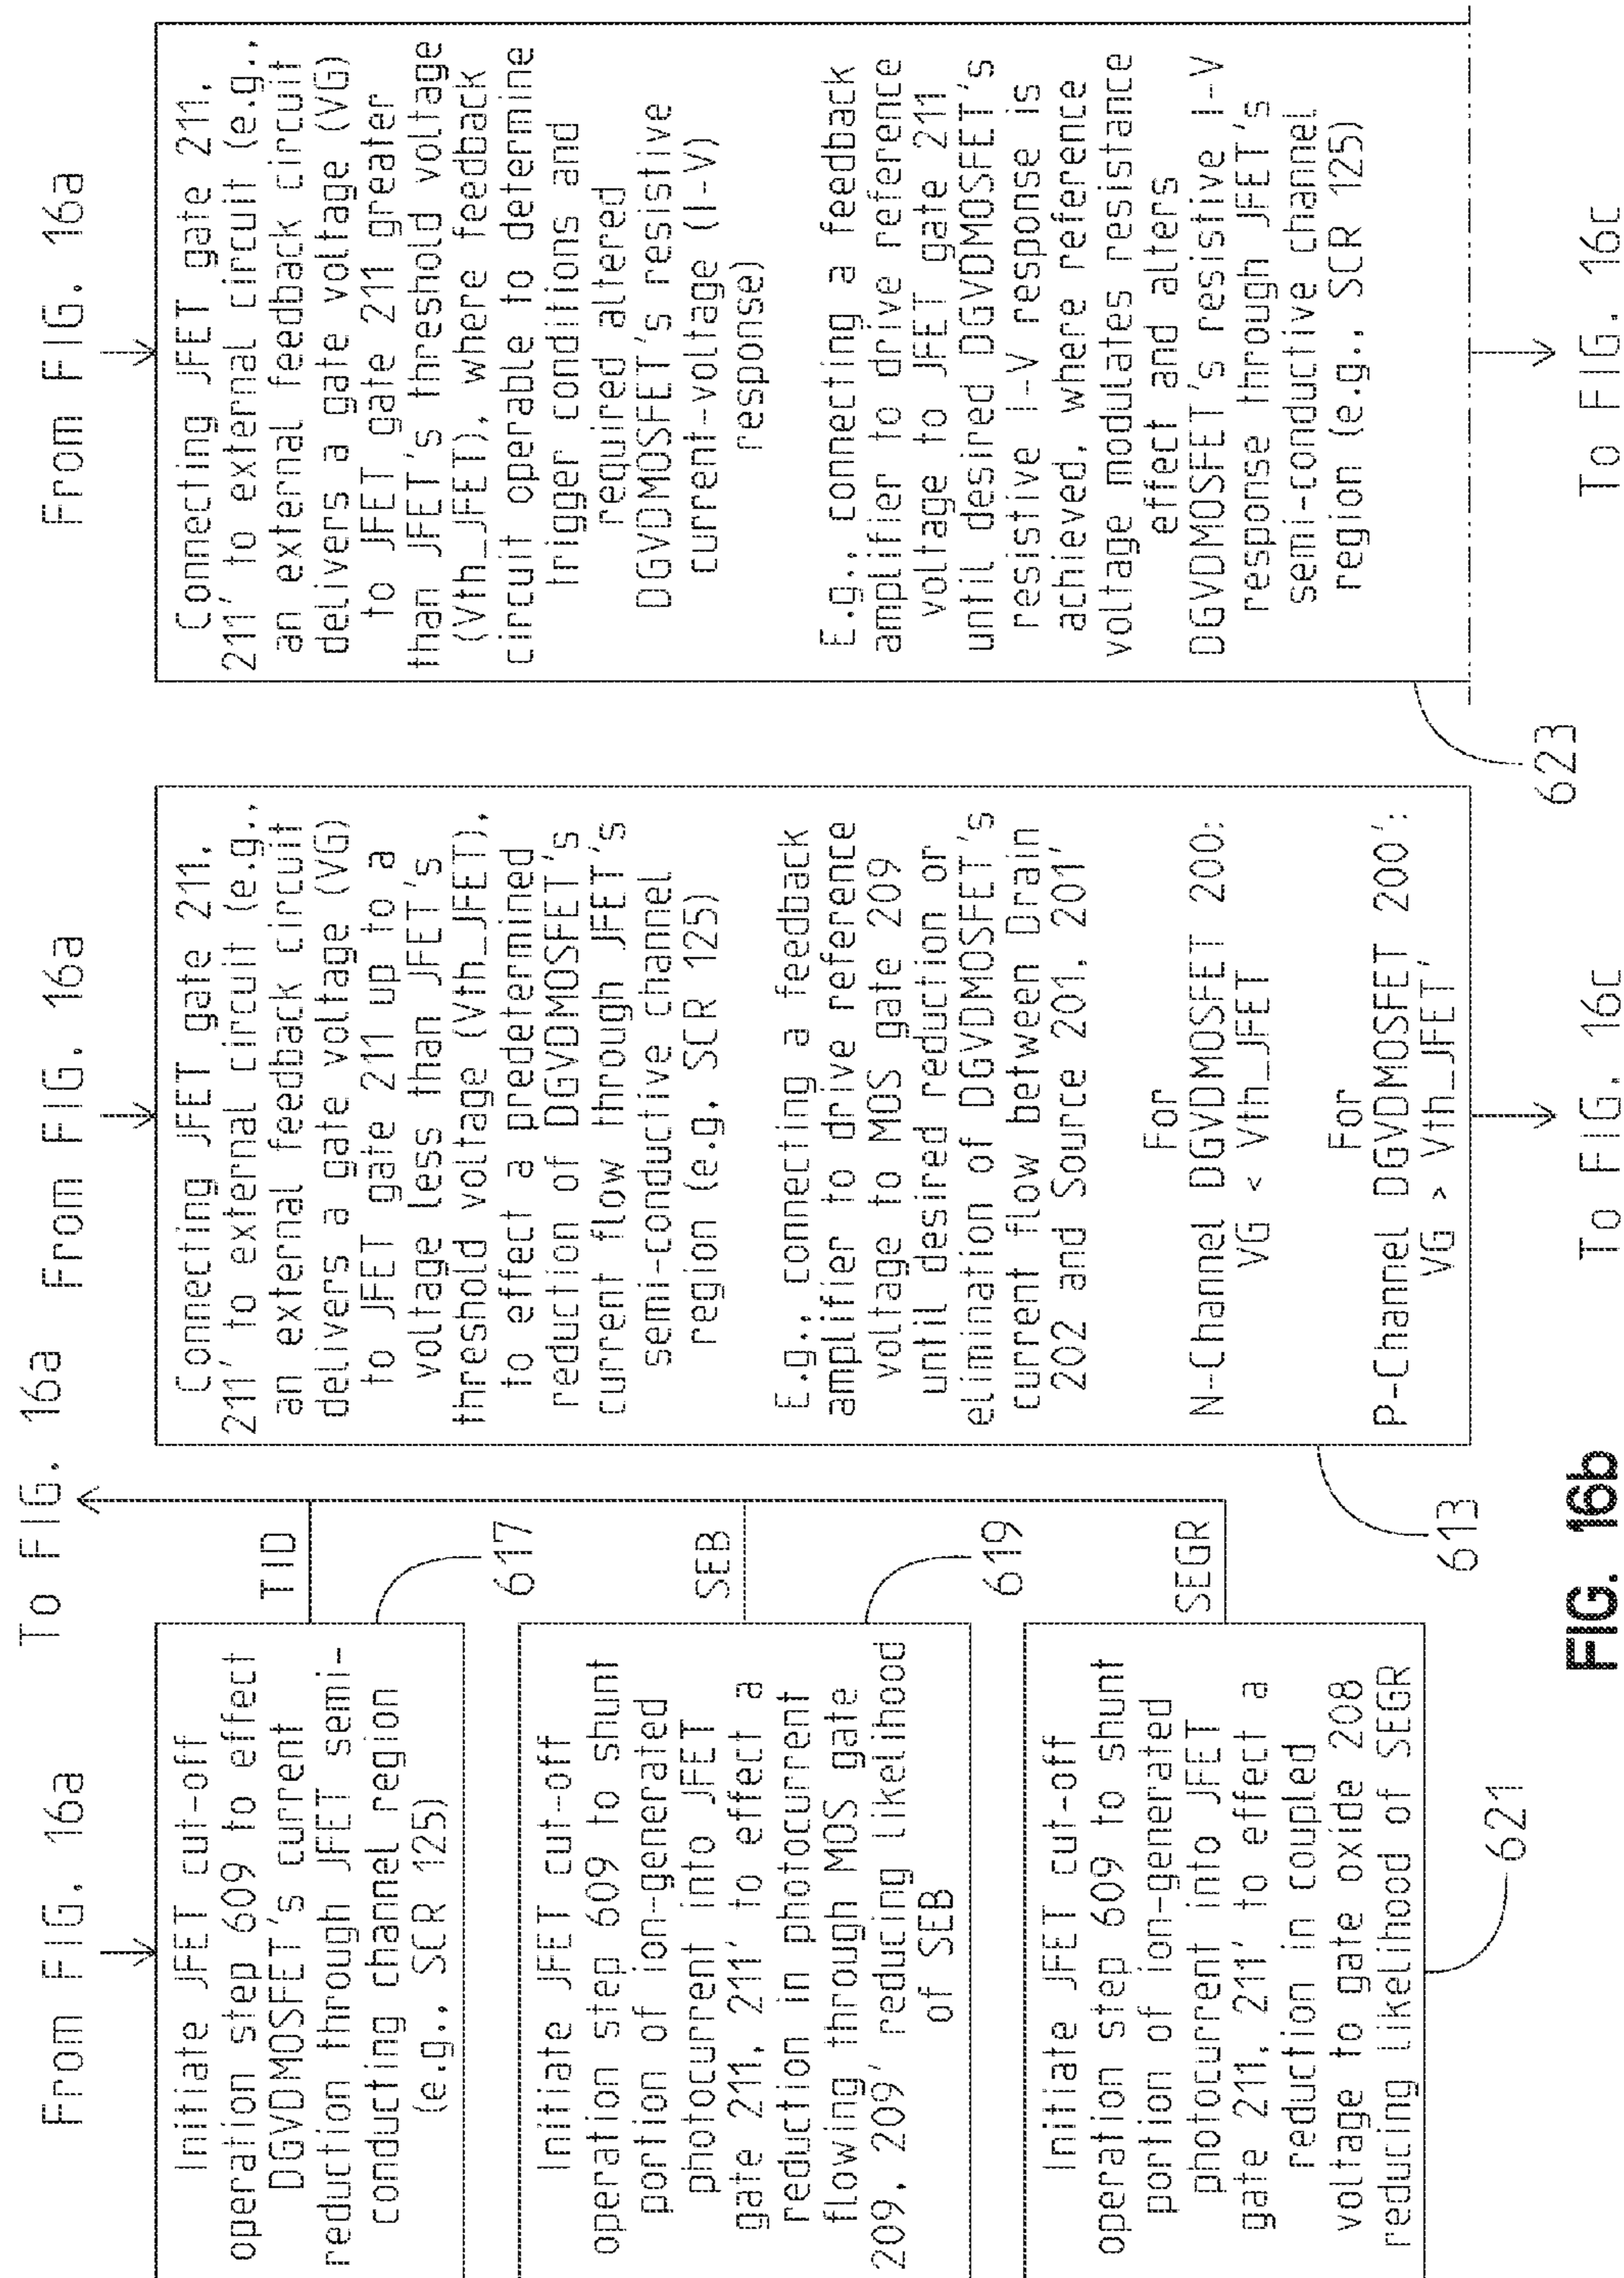 To FIG. 16a
From FIG. 16a
Initiate JFET cut-off
operation step 609 to effect
DGVDMOSFET's current
reduction through JFET semi-
conducting channel region
(e.g., SCR 125)
TID
617
Initiate JFET cut-off
operation step 609 to shunt
portion of ion-generated
photocurrent into JFET
gate 211, 211' to effect a
reduction in photocurrent
flowing through MOS gate
209, 209' reducing likelihood
of SEB
SEB
619
Initiate JFET cut-off
operation step 609 to shunt
portion of ion-generated
photocurrent into JFET
gate 211, 211' to effect a
reduction in coupled
voltage to gate oxide 208
reducing likelihood of SEGR
SEGR
621
From FIG. 16a
Connecting JFET gate 211,
211' to external circuit (e.g.,
an external feedback circuit
delivers a gate voltage (VG)
to JFET gate 211 up to a
voltage less than JFET's
threshold voltage (Vth_JFET),
to effect a predetermined
reduction of DGVDMOSFET's
current flow through JFET's
semi-conductive channel
region (e.g. SCR 125)
E.g., connecting a feedback
amplifier to drive reference
voltage to MOS gate 209
until desired reduction or
elimination of DGVDMOSFET's
current flow between Drain
202 and Source 201, 201'
For
N-Channel DGVDMOSFET 200:
VG < Vth_JFET
For
P-Channel DGVDMOSFET 200':
VG > Vth_JFET'
613
To FIG. 16c
From FIG. 16a
Connecting JFET gate 211,
211' to external circuit (e.g.,
an external feedback circuit
delivers a gate voltage (VG)
to JFET gate 211 greater
than JFET's threshold voltage
(Vth_JFET), where feedback
circuit operable to determine
trigger conditions and
required altered
DGVDMOSFET's resistive
current-voltage (I-V)
response)
E.g., connecting a feedback
amplifier to drive reference
voltage to JFET gate 211
until desired DGVDMOSFET's
resistive I-V response is
achieved, where reference
voltage modulates resistance
effect and alters
DGVDMOSFET's resistive I-V
response through JFET's
semi-conductive channel
region (e.g., SCR 125)
623
To FIG. 16c
FIG. 16b